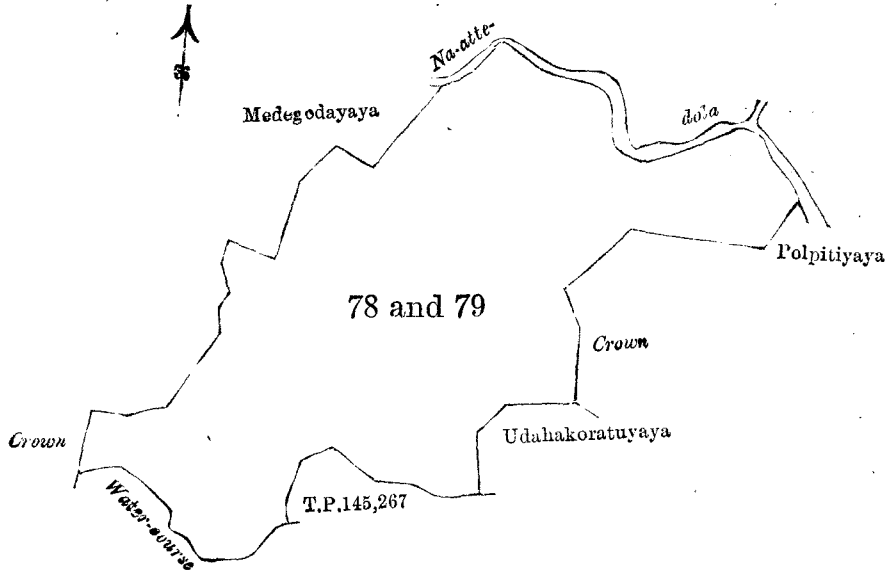 Na-atte-
Medegodayaya
dola
Polpitiyaya
78 and 79
Crown
Crown
Udahakoratuyaya
T.P.145,267
Water-course